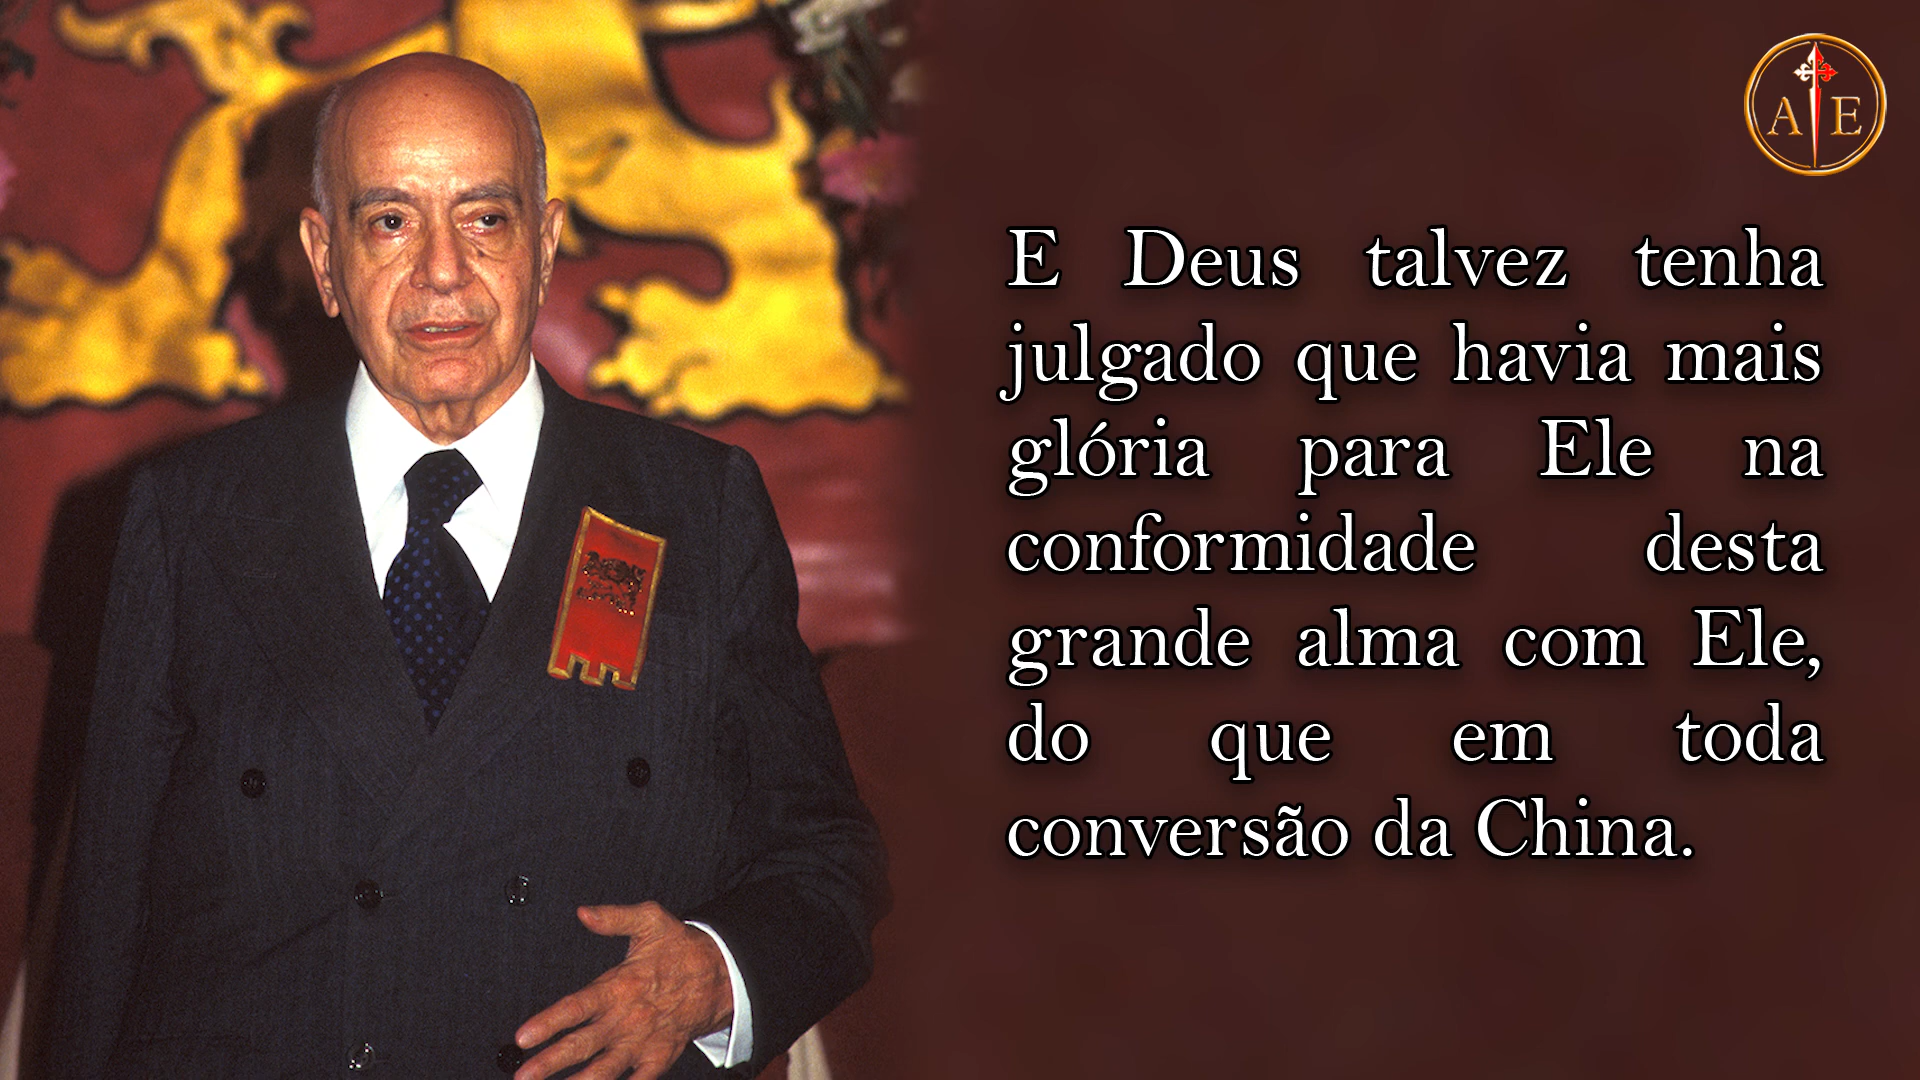 A E
E Deus talvez tenha
julgado que havia mais
glória para Ele na
conformidade desta
grande alma com Ele,
do que em toda
conversão da China.